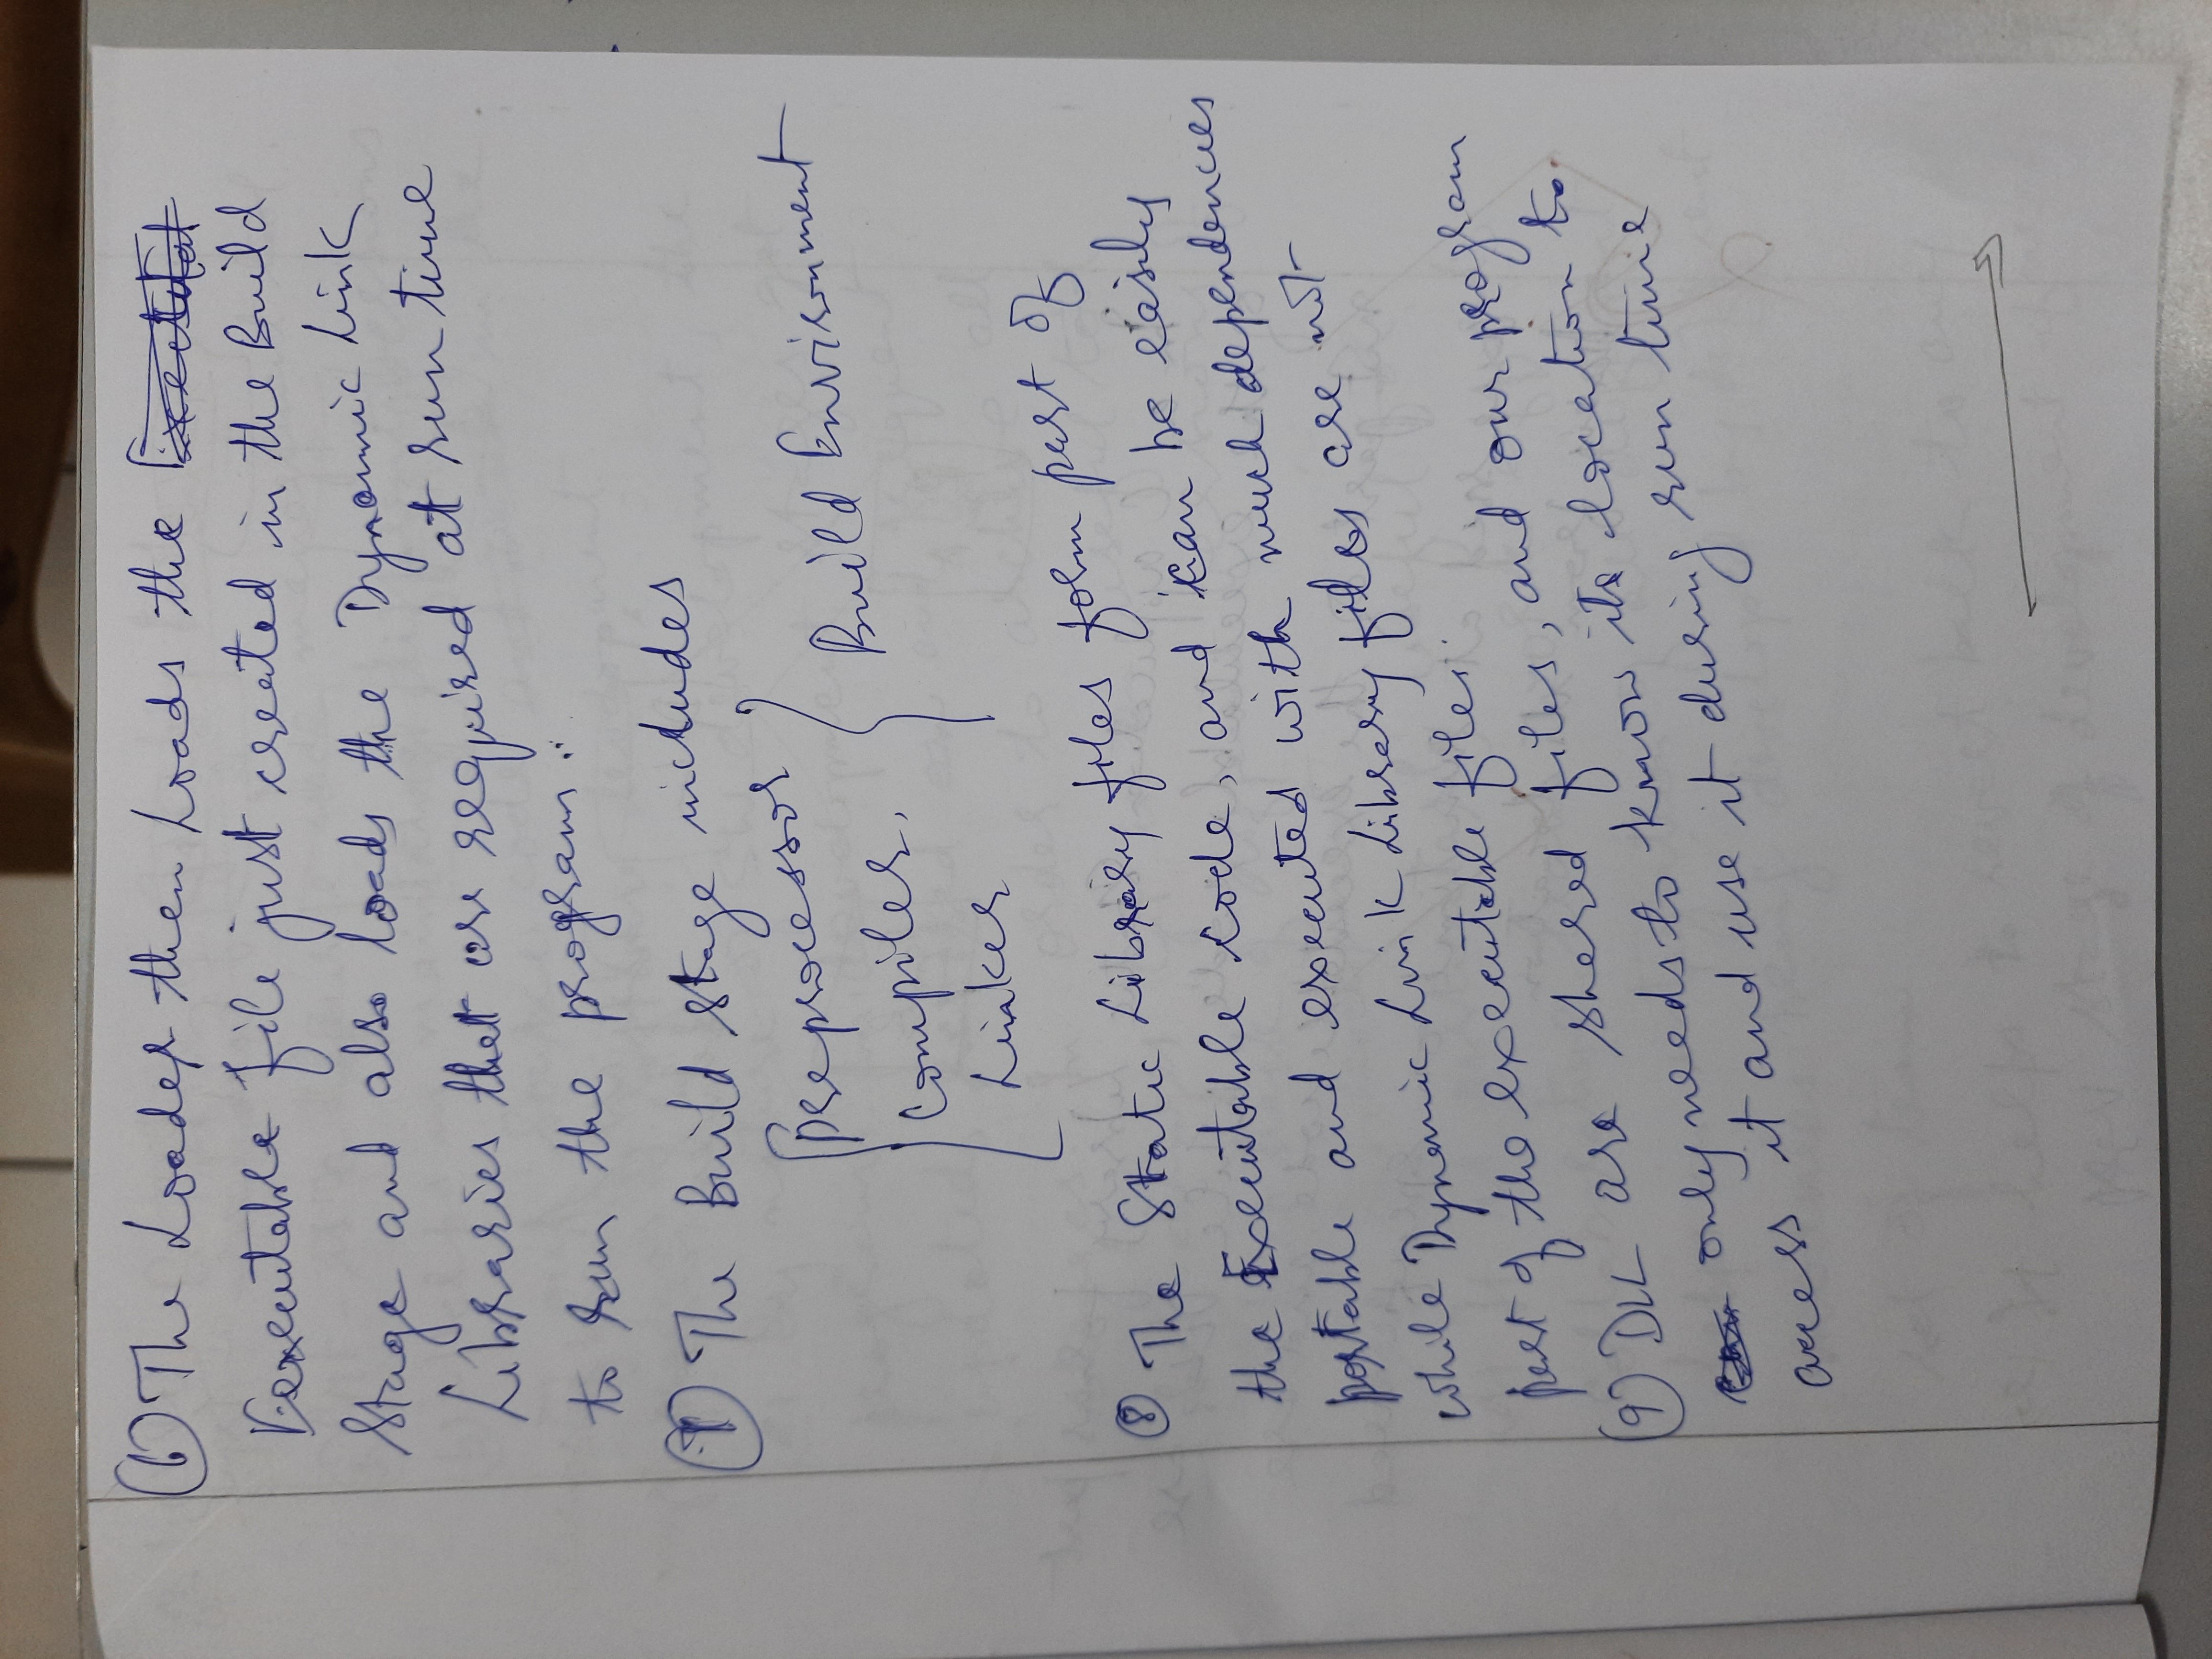 6 The Loader then Loads the
Executable file just created in the Build
Stage and also loads the Dynamic Link
Libraries that are required at run time
to run the program.
7 The Build Stage includes
Preprocessor
Compiler,
Linker
Build Environment
8 The Static Library files form part of
the Executable code, and can be easily
portable and executed with much dependencies
while Dynamic Link Library files are not
part of the executable files.
9 DLL are shared files, and our program
only needs to know its location to
access it and use it during run time